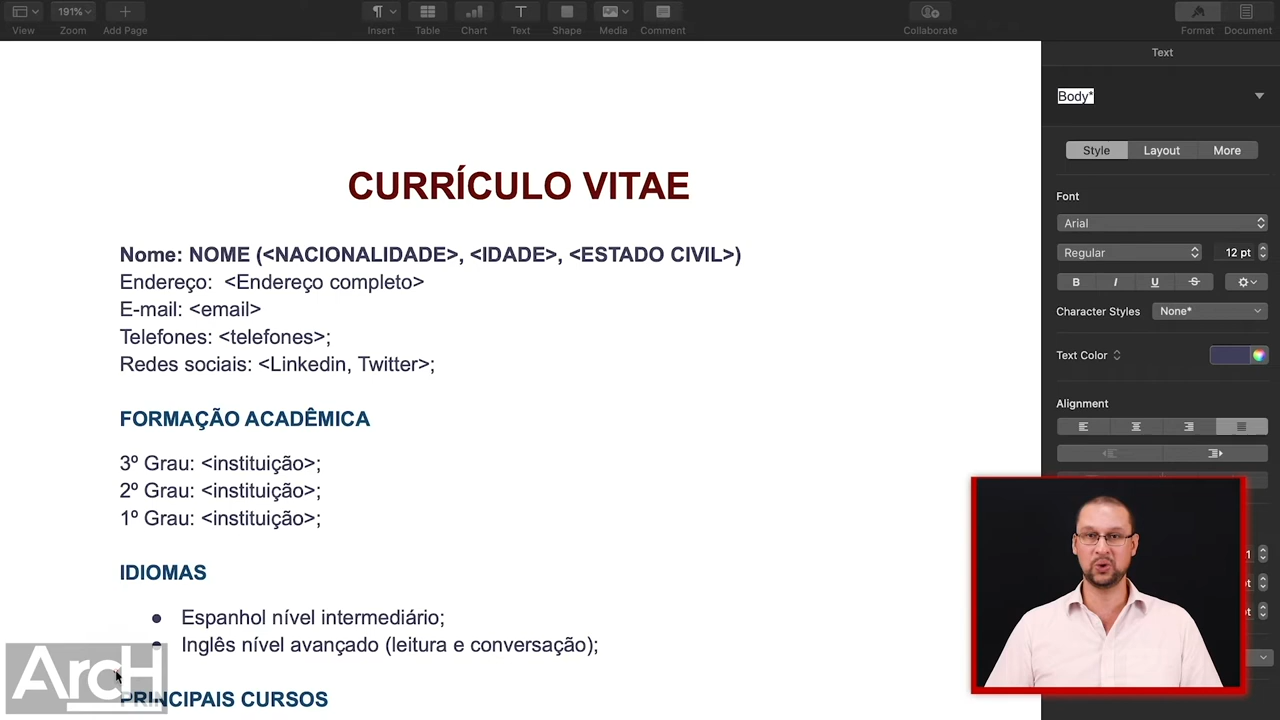 View
191%
Zoom
Add Page
Insert
Table
Chart
T
Text
Shape
Media
Comment
Collaborate
Format
Document
Text
Body*
Style
Layout
More
Font
Arial
Regular
12 pt
B I U S
Character Styles
None*
Text Color
Alignment
CURRÍCULO VITAE
Nome: NOME (<NACIONALIDADE>, <IDADE>, <ESTADO CIVIL>)
Endereço:  <Endereço completo>
E-mail: <email>
Telefones: <telefones>;
Redes sociais: <Linkedin, Twitter>;
FORMAÇÃO ACADÊMICA
3º Grau: <instituição>;
2º Grau: <instituição>;
1º Grau: <instituição>;
IDIOMAS
● Espanhol nível intermediário;
● Inglês nível avançado (leitura e conversação);
PRINCIPAIS CURSOS
ArcH